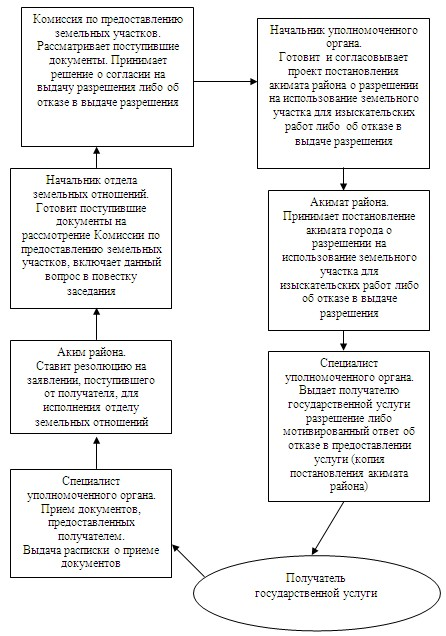 Комиссия по предоставлению
земельных участков.
Рассматривает поступившие
документы. Принимает
решение о согласии на
выдачу разрешения либо об
отказе в выдаче разрешения
Начальник уполномоченного
органа.
Готовит и согласовывает
проект постановления
акимата района о разрешении
на использование земельного
участка для изыскательских
работ либо об отказе в
выдаче разрешения
Начальник отдела
земельных отношений.
Готовит поступившие
документы на
рассмотрение Комиссии по
предоставлению земельных
участков, включает данный
вопрос в повестку
заседания
Акимат района.
Принимает постановление
акимата города о
разрешении на
использование земельного
участка для
изыскательских работ либо
об отказе в выдаче
разрешения
Аким района.
Ставит резолюцию на
заявлении, поступившего
от получателя, для
исполнения отделу
земельных отношений
Специалист
уполномоченного органа.
Выдает получателю
государственной услуги
разрешение либо
мотивированный ответ об
отказе в предоставлении
услуги (копия
постановления акимата
района)
Специалист
уполномоченного органа.
Прием документов,
предоставленных
получателем.
Выдача расписки о приеме
документов
Получатель
государственной услуги